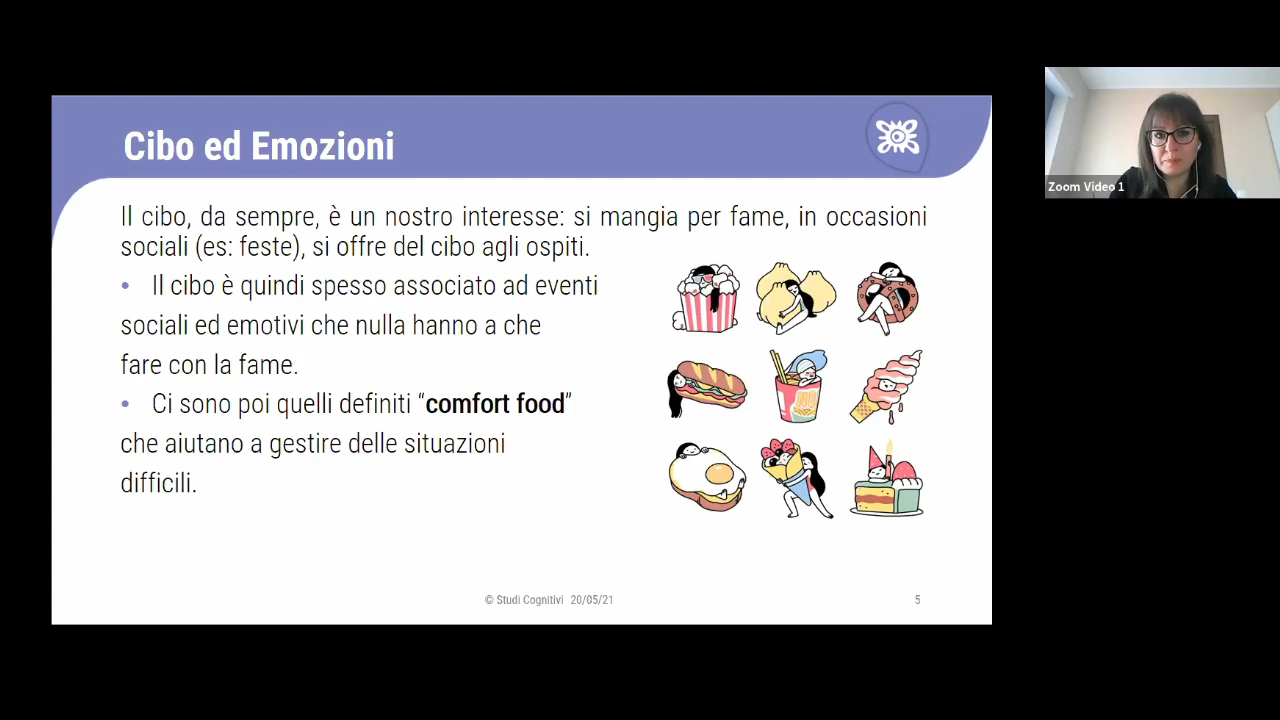 Cibo ed Emozioni
Il cibo, da sempre, è un nostro interesse: si mangia per fame, in occasioni
sociali (es: feste), si offre del cibo agli ospiti.
• Il cibo è quindi spesso associato ad eventi
sociali ed emotivi che nulla hanno a che
fare con la fame.
• Ci sono poi quelli definiti “comfort food”
che aiutano a gestire delle situazioni
difficili.
© Studi Cognitivi 20/05/21
5
Zoom Video 1